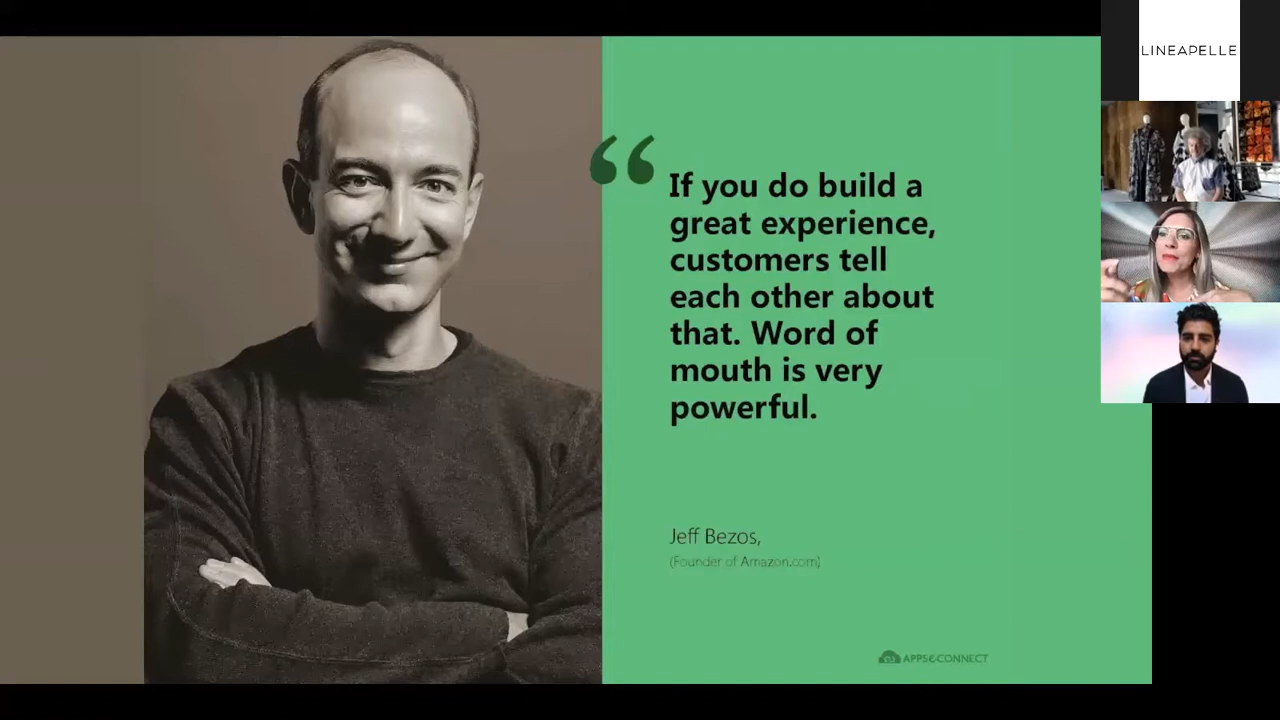 LINEAPELLE
“
If you do build a
great experience,
customers tell
each other about
that. Word of
mouth is very
powerful.
Jeff Bezos,
(Founder of Amazon.com)
APPSeCONNECT